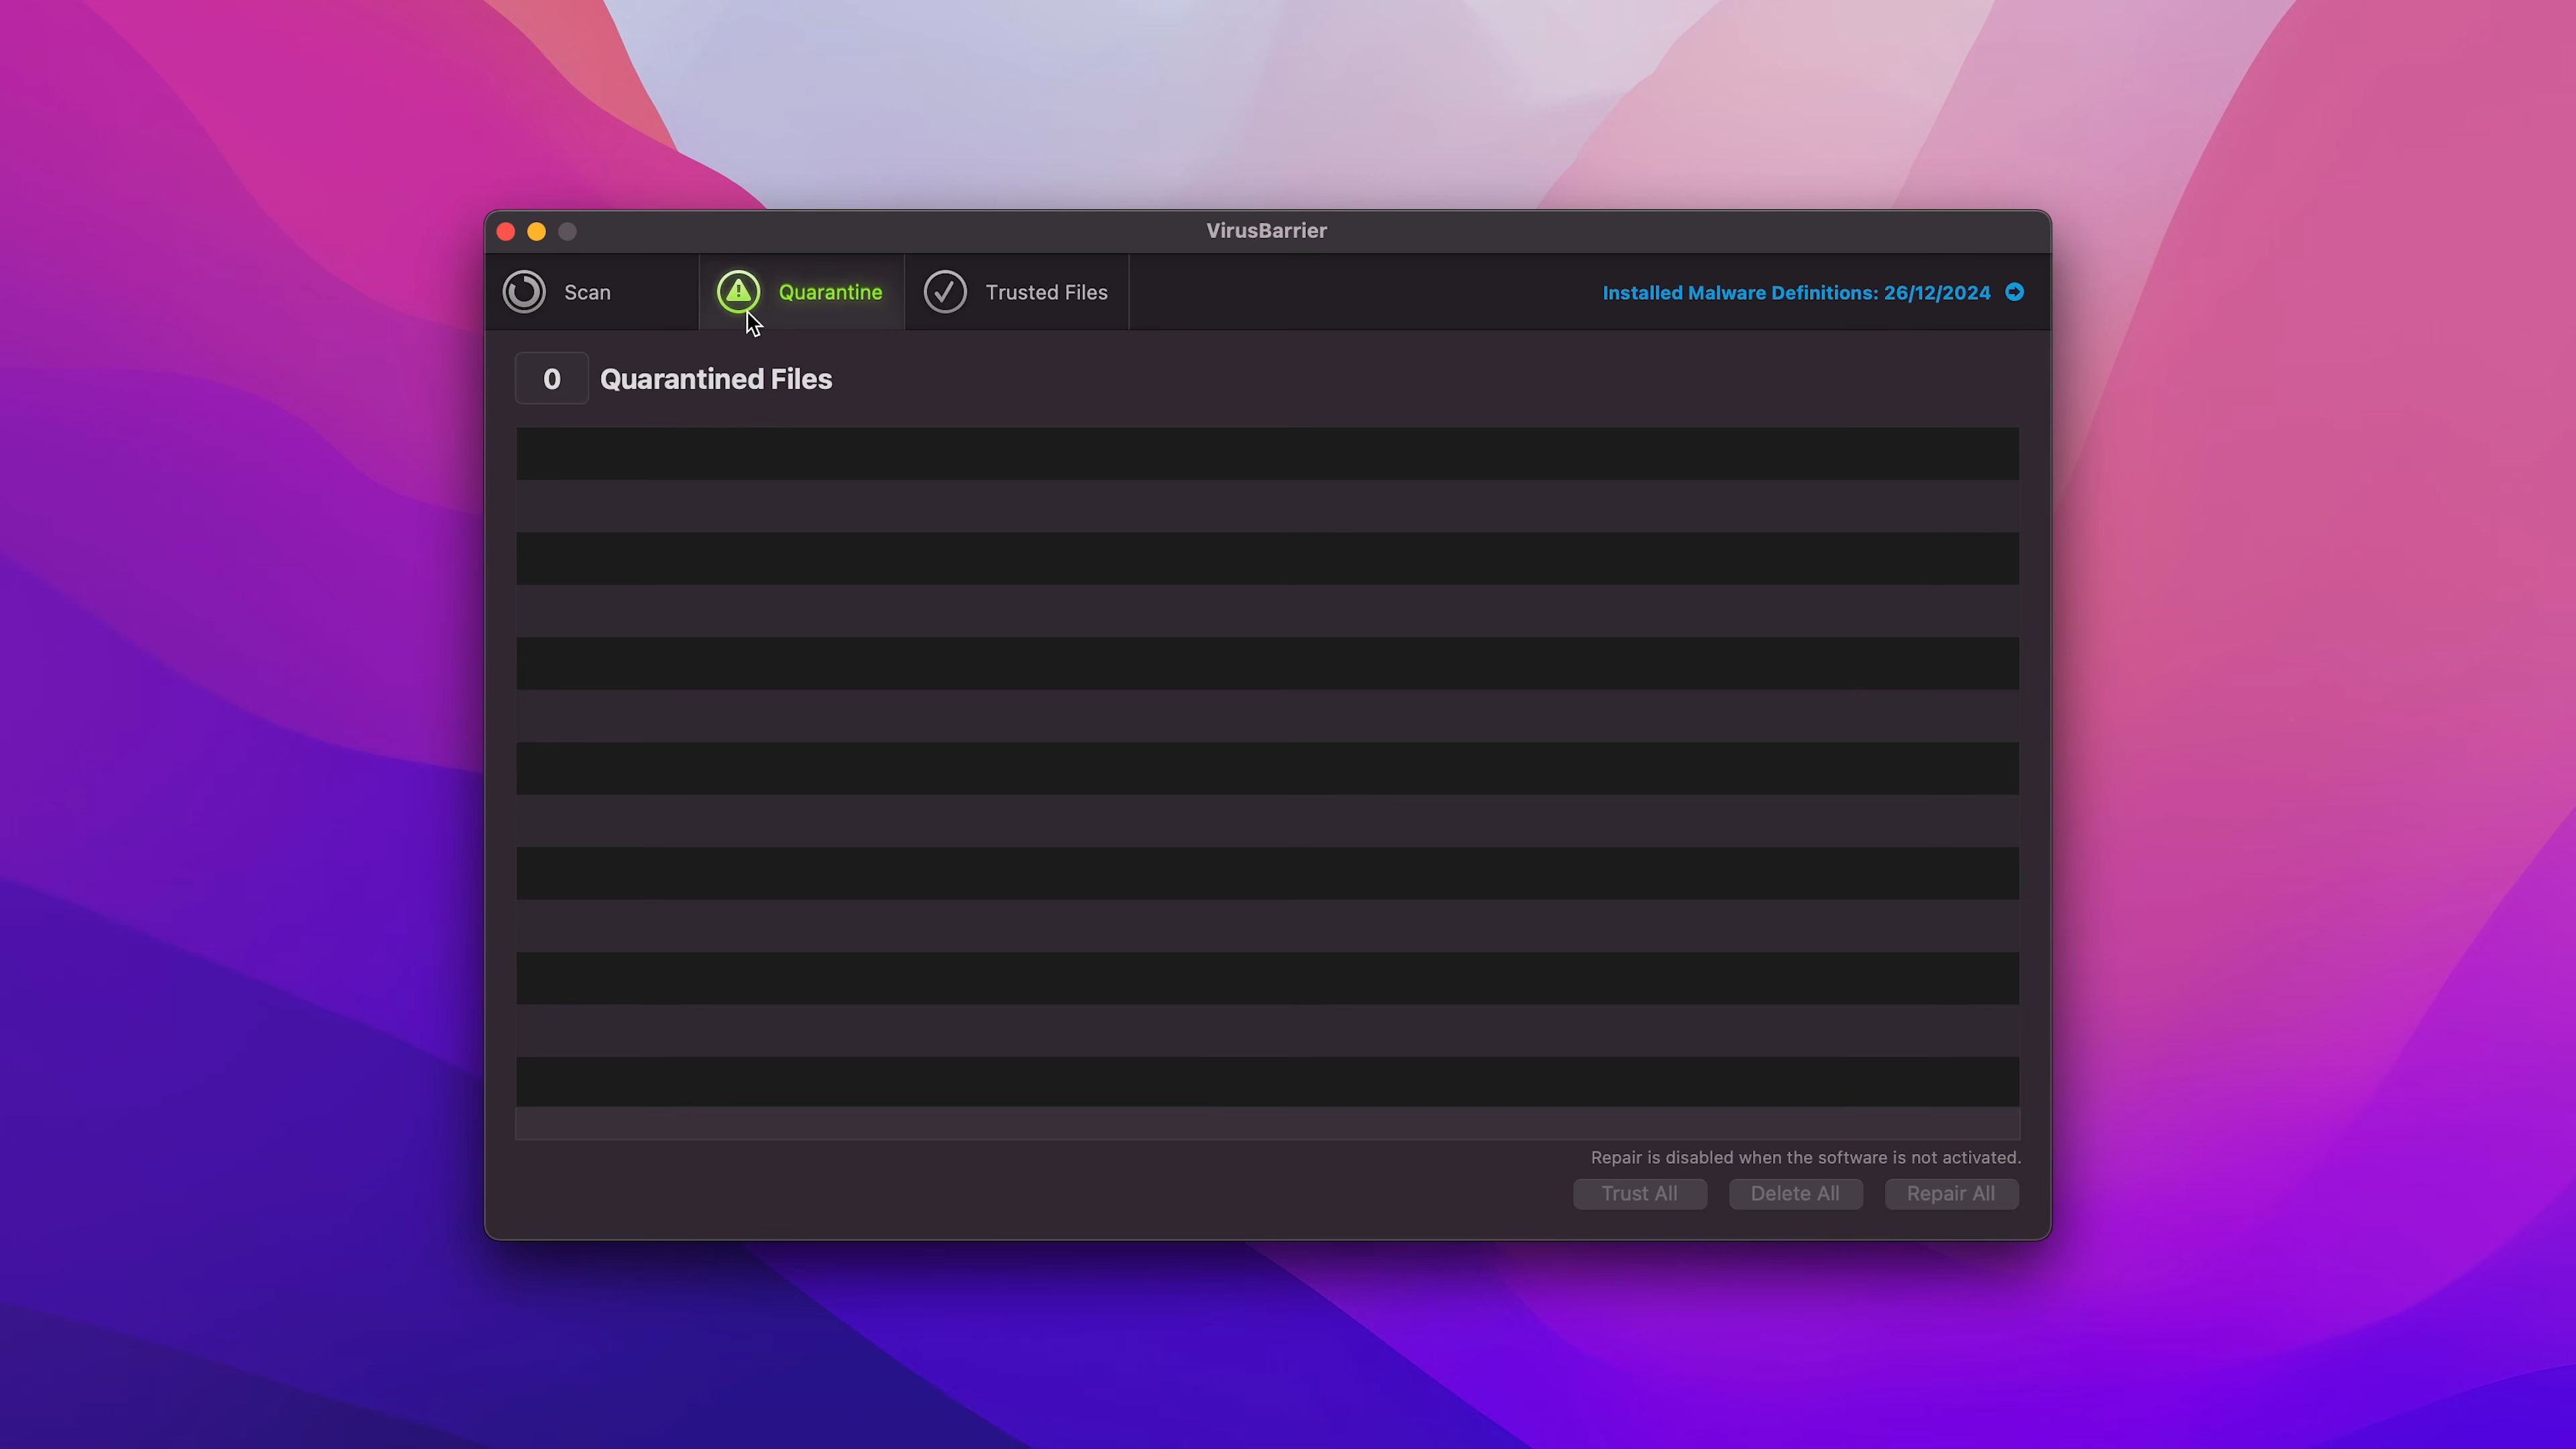 VirusBarrier
Scan
Quarantine
Trusted Files
Installed Malware Definitions: 26/12/2024
0
Quarantined Files
Repair is disabled when the software is not activated.
Trust All
Delete All
Repair All